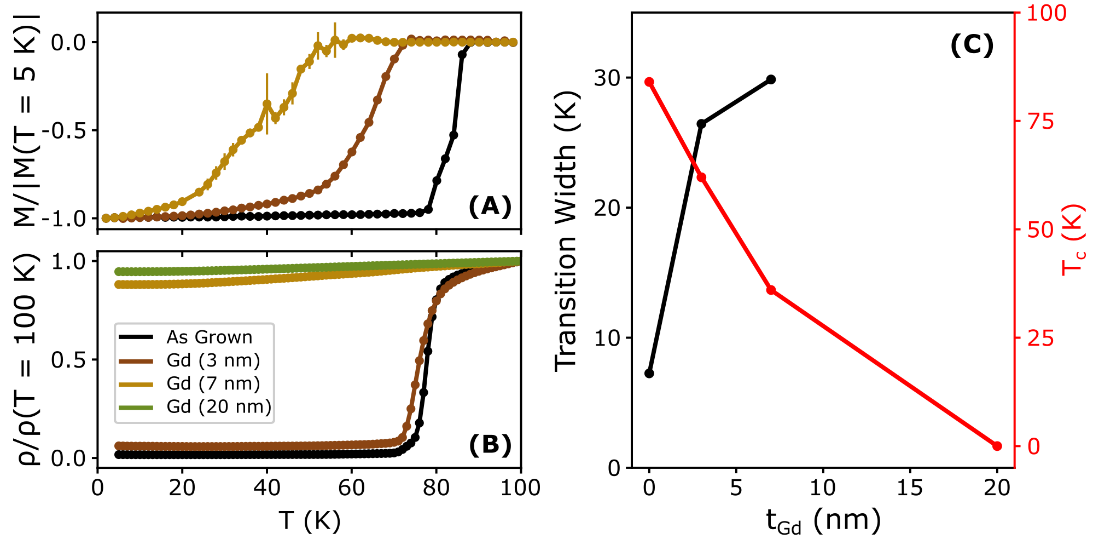 M/|M(T = 5 K)|
0.0
-0.5
-1.0
(A)
ρ/ρ(T = 100 K)
1.0
0.5
0.0
As Grown
Gd (3 nm)
Gd (7 nm)
Gd (20 nm)
(B)
0 20 40 60 80 100
T (K)
Transition Width (K)
30
20
10
0
(C)
100
75
50
25
0
T_c (K)
0 5 10 15 20
t_Gd (nm)